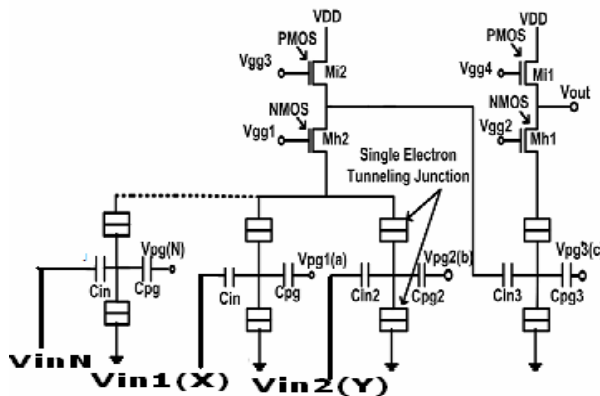 VDD VDD
PMOS PMOS
Vgg3 Mi2 Vgg4 Mi1
Vout
NMOS NMOS
Vgg1 Mh2 Vgg2 Mh1
Single Electron
Tunneling Junction
Vpg(N) Vpg1(a) Vpg2(b) Vpg3(c
Cin Cpg Cin Cpg CIn2 Cpg2 CIn3 Cpg3
VinN Vin1(X) Vin2(Y)